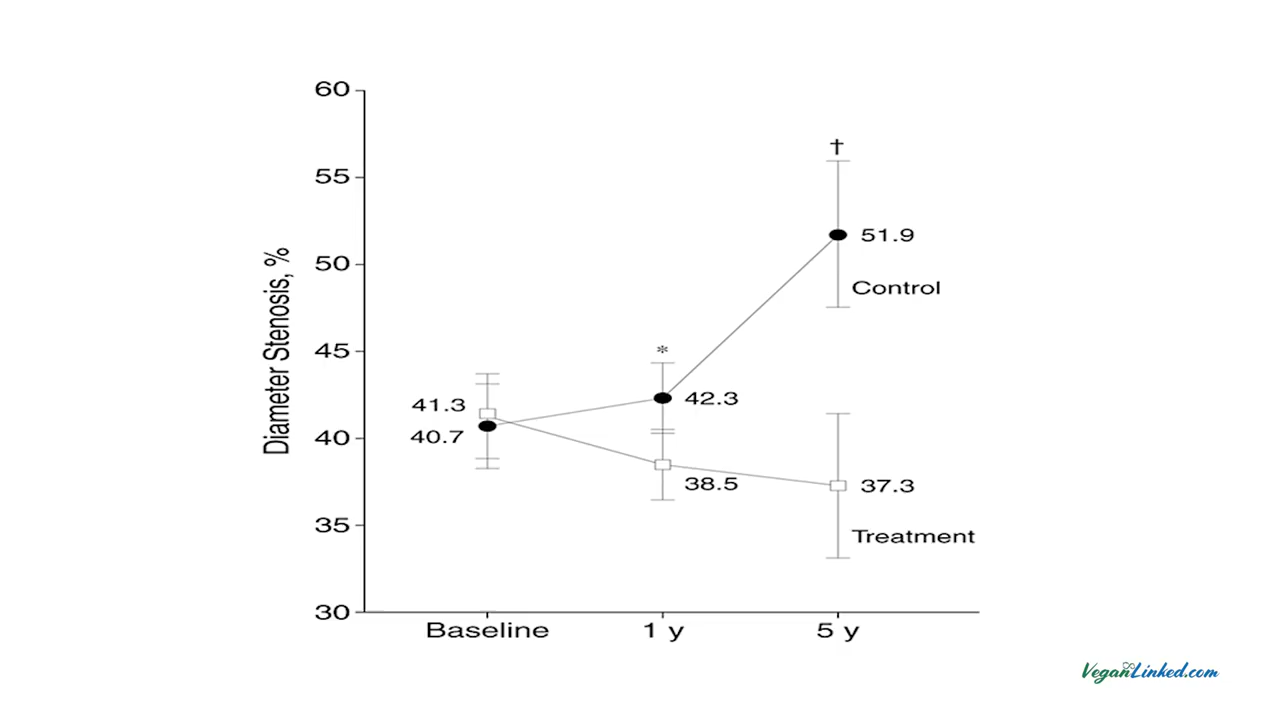 60
†
55
51.9
50
Control
45
*
41.3
42.3
40
40.7
38.5
37.3
35
Treatment
30
Diameter Stenosis, %
Baseline
1 y
5 y
VeganLinked.com